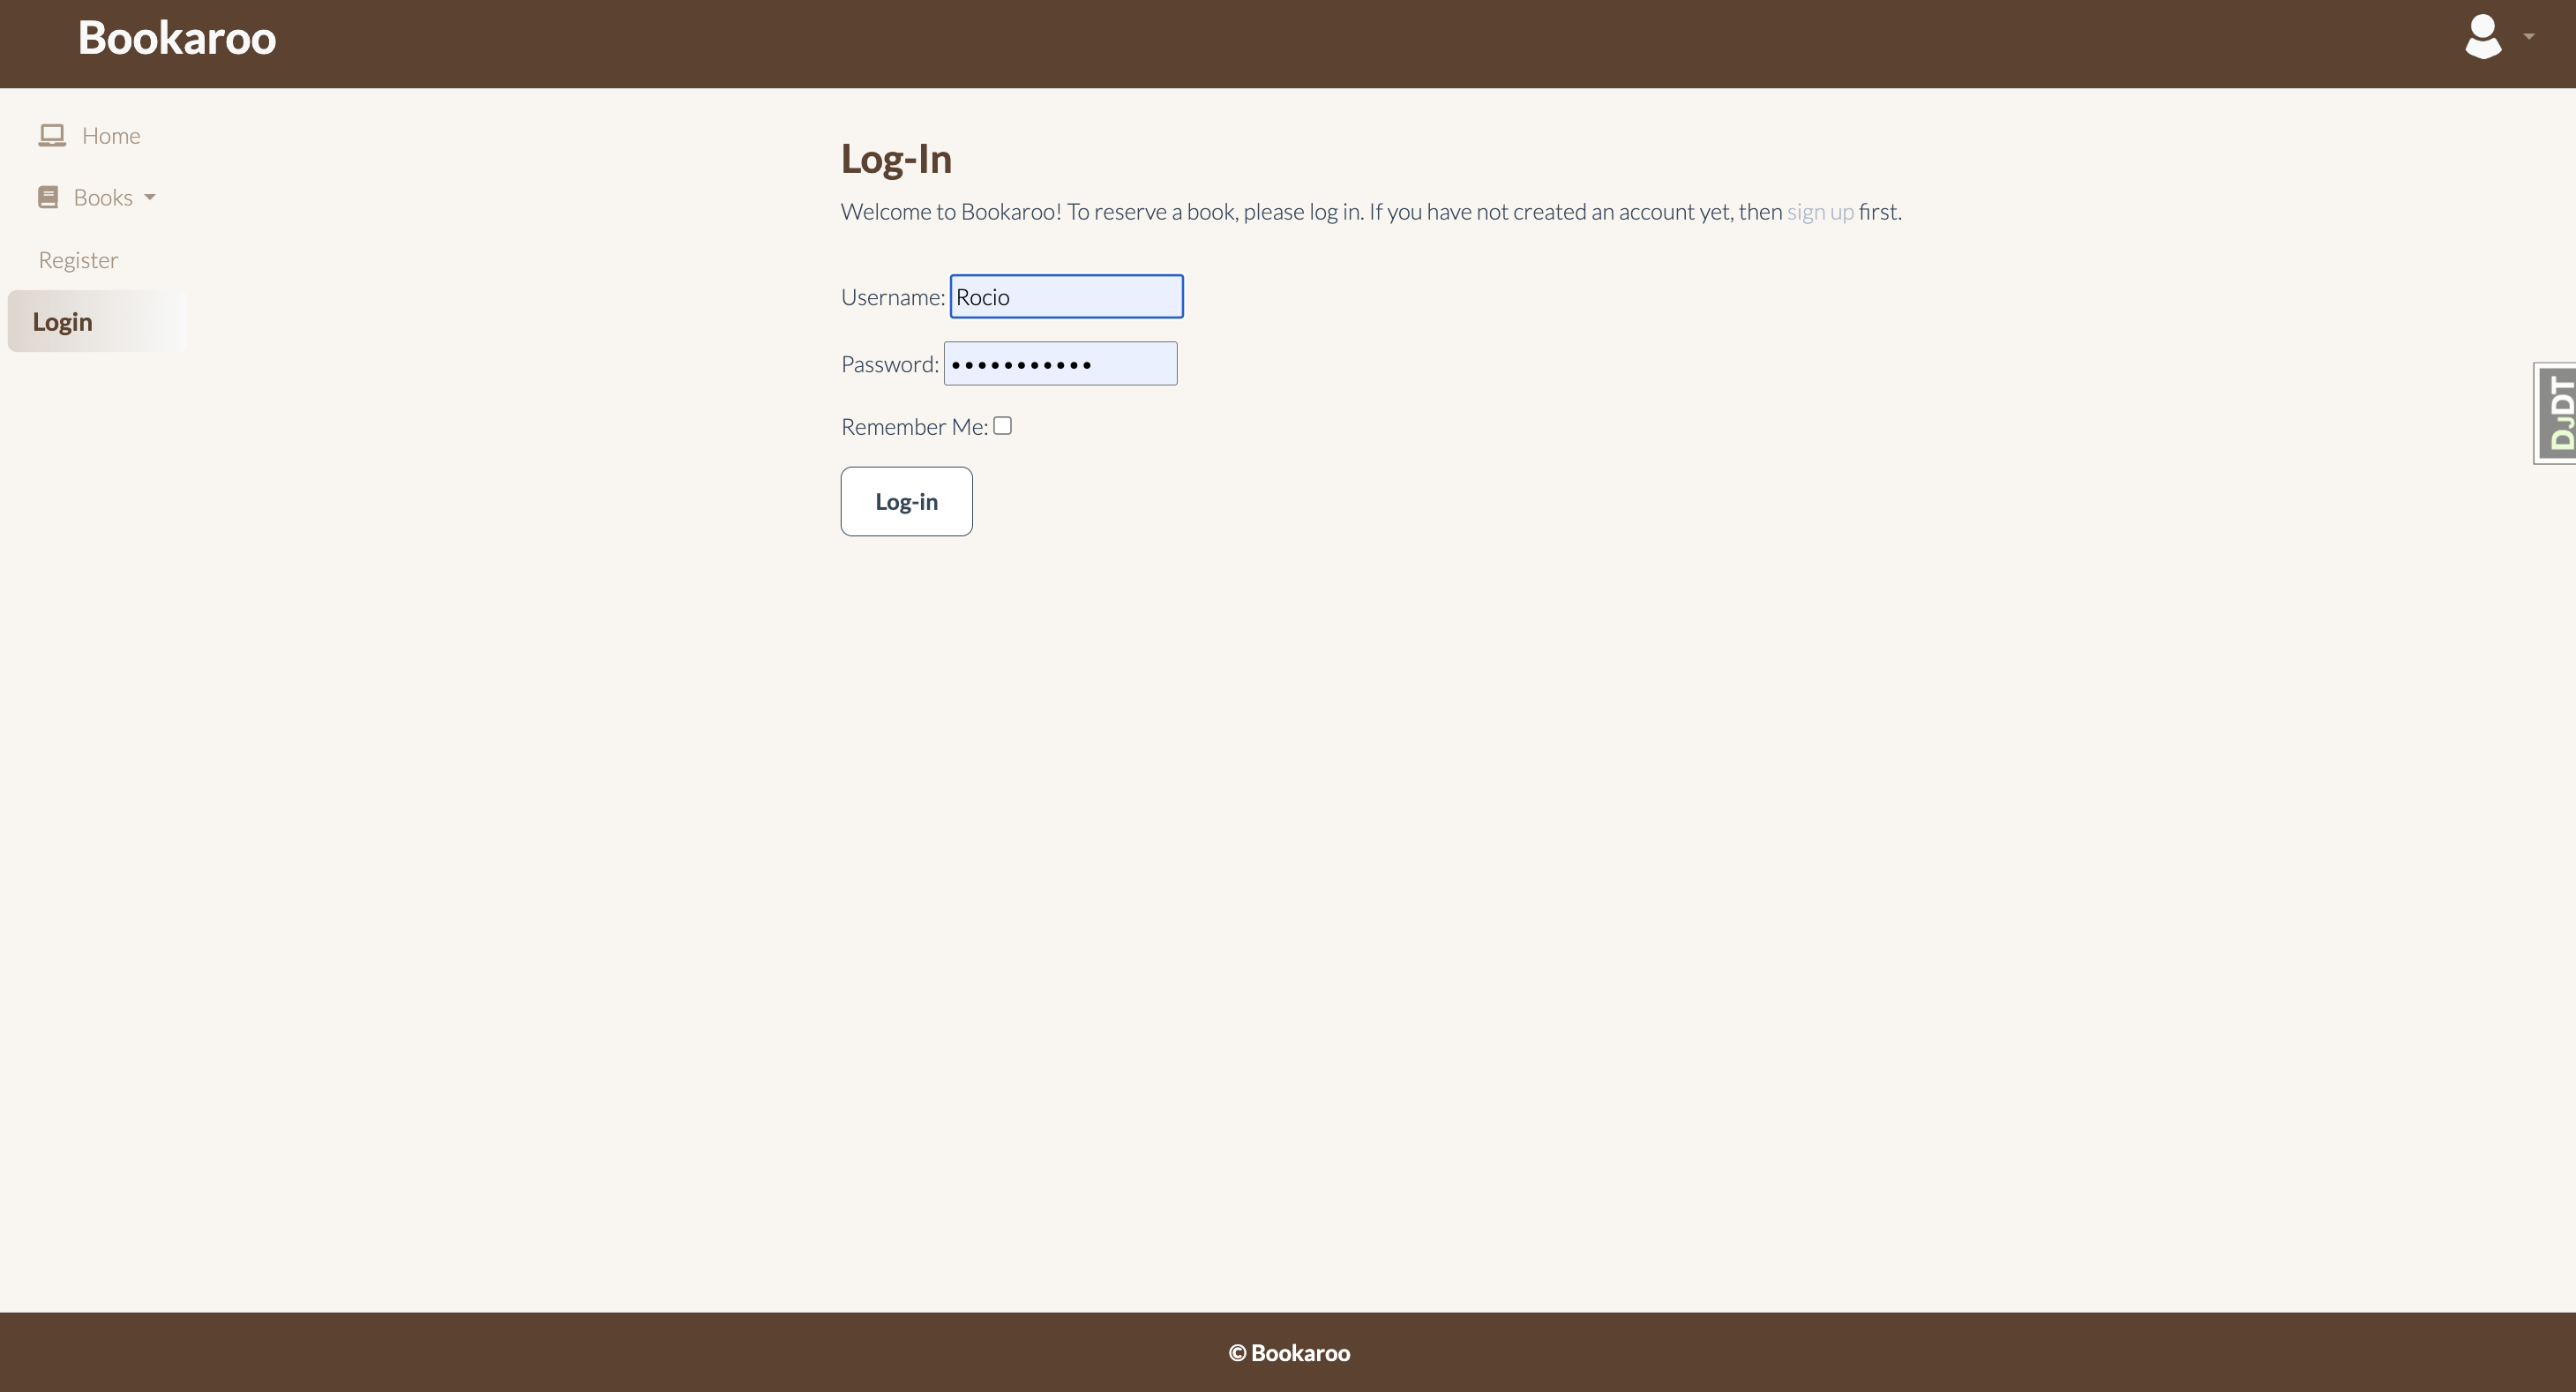 Bookaroo
Home
Books
Register
Login
Log-In
Welcome to Bookaroo! To reserve a book, please log in. If you have not created an account yet, then sign up first.
Username: Rocio
Password: •••••••••••
Remember Me:
Log-in
DJDT
© Bookaroo